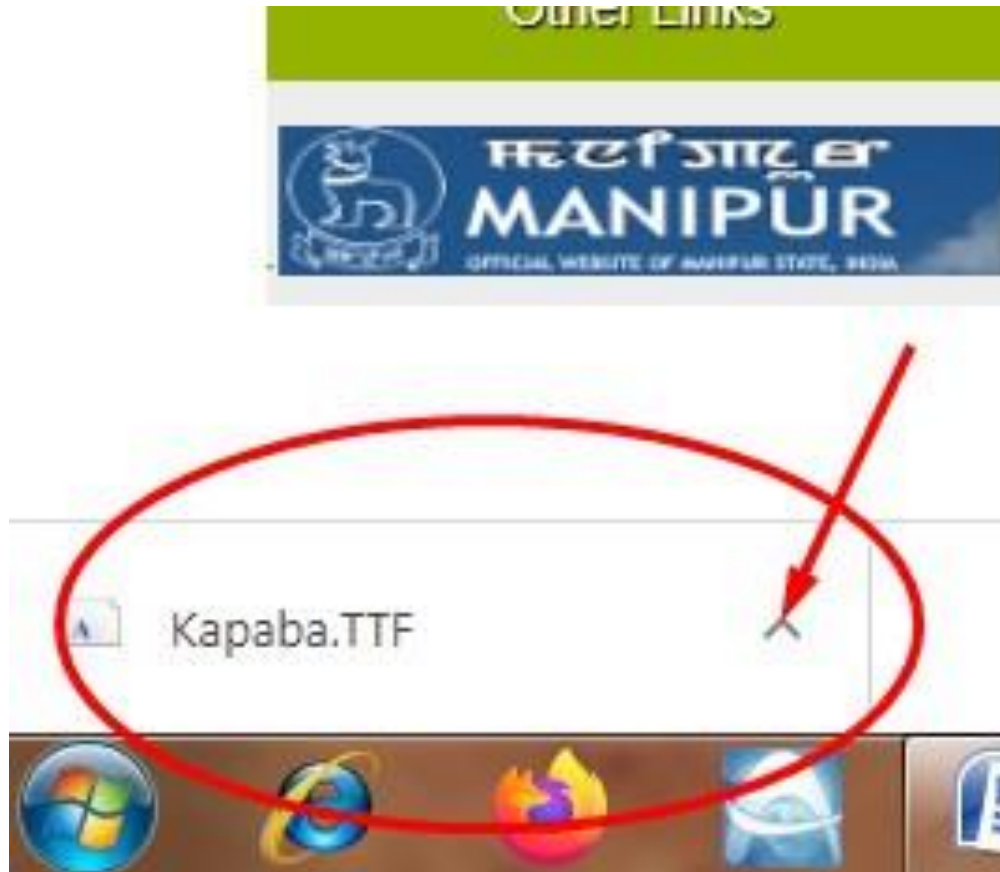 Other Links
MANIPUR
OFFICIAL WEBSITE OF MANIPUR STATE, INDIA
Kapaba.TTF